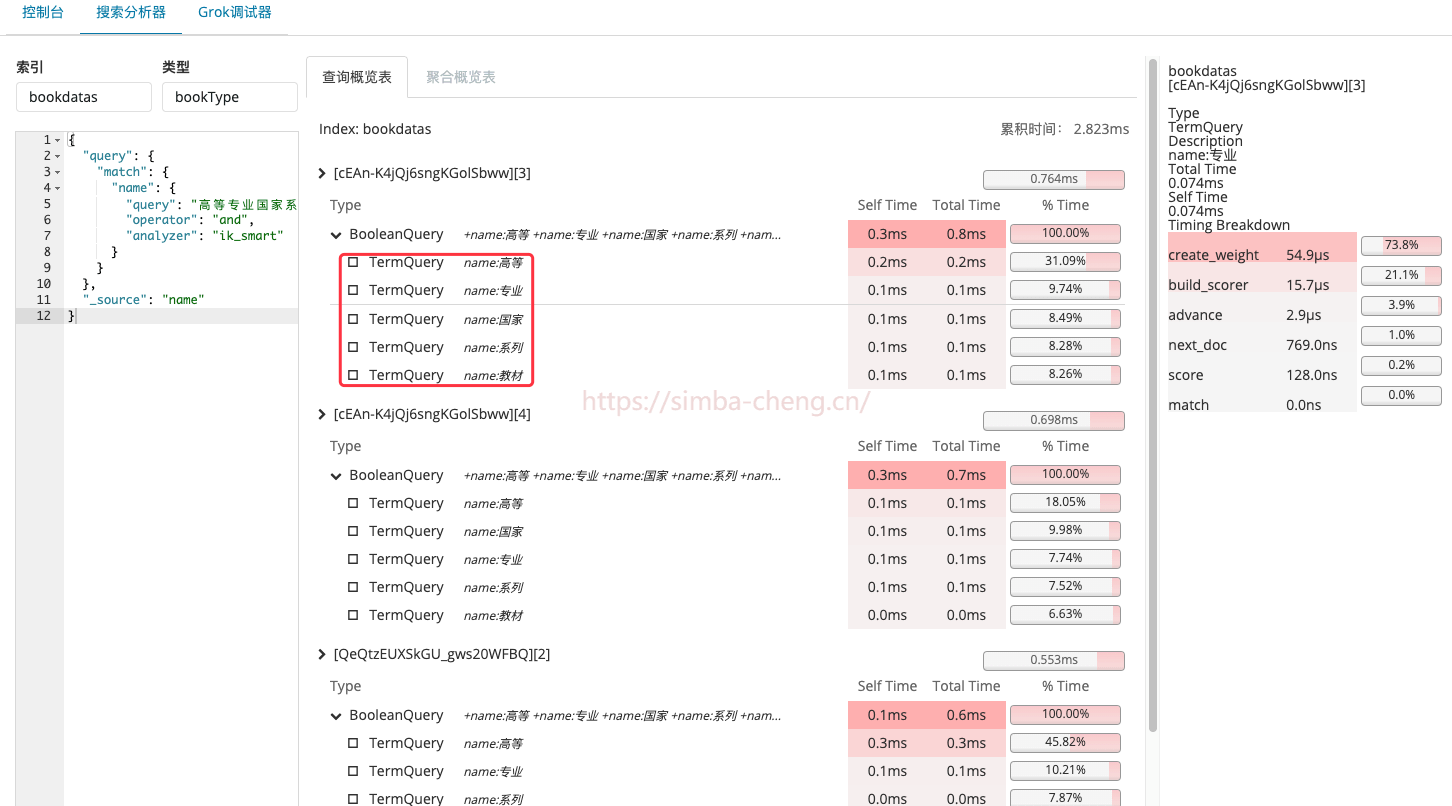 控制台 搜索分析器 Grok调试器
索引 类型
bookdatas bookType
1 {
2 "query": {
3 "match": {
4 "name": {
5 "query": "高等专业国家系
6 "operator": "and",
7 "analyzer": "ik_smart"
8 }
9 }
10 },
11 "_source": "name"
12 }
查询概览表 聚合概览表
Index: bookdatas 累积时间: 2.823ms
[cEAn-K4jQj6sngKGolSbww][3] 0.764ms
Type Self Time Total Time % Time
BooleanQuery +name:高等 +name:专业 +name:国家 +name:系列 +nam... 0.3ms 0.8ms 100.00%
TermQuery name:高等 0.2ms 0.2ms 31.09%
TermQuery name:专业 0.1ms 0.1ms 9.74%
TermQuery name:国家 0.1ms 0.1ms 8.49%
TermQuery name:系列 0.1ms 0.1ms 8.28%
TermQuery name:教材 0.1ms 0.1ms 8.26%
https://simba-cheng.cn/
[cEAn-K4jQj6sngKGolSbww][4] 0.698ms
Type Self Time Total Time % Time
BooleanQuery +name:高等 +name:专业 +name:国家 +name:系列 +nam... 0.3ms 0.7ms 100.00%
TermQuery name:高等 0.1ms 0.1ms 18.05%
TermQuery name:国家 0.1ms 0.1ms 9.98%
TermQuery name:专业 0.1ms 0.1ms 7.74%
TermQuery name:系列 0.1ms 0.1ms 7.52%
TermQuery name:教材 0.0ms 0.0ms 6.63%
[QeQtzEUXSkGU_gws20WFBQ][2] 0.553ms
Type Self Time Total Time % Time
BooleanQuery +name:高等 +name:专业 +name:国家 +name:系列 +nam... 0.1ms 0.6ms 100.00%
TermQuery name:高等 0.3ms 0.3ms 45.82%
TermQuery name:专业 0.1ms 0.1ms 10.21%
TermQuery name:系列 0.0ms 0.0ms 7.87%
bookdatas
[cEAn-K4jQj6sngKGolSbww][3]
Type
TermQuery
Description
name:专业
Total Time
0.074ms
Self Time
0.074ms
Timing Breakdown
create_weight 54.9μs 73.8%
build_scorer 15.7μs 21.1%
advance 2.9μs 3.9%
next_doc 769.0ns 1.0%
score 128.0ns 0.2%
match 0.0ns 0.0%